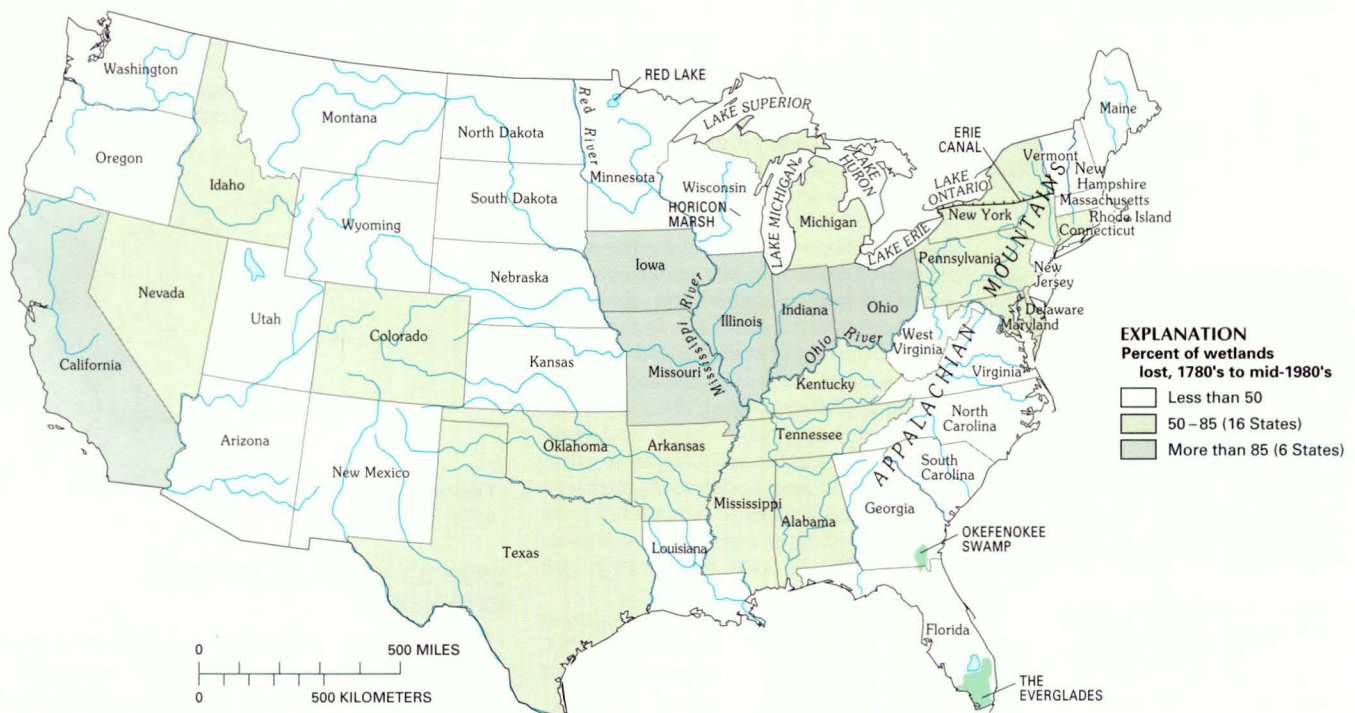 Washington
Oregon
California
Idaho
Nevada
Montana
Wyoming
Utah
Colorado
Arizona
New Mexico
North Dakota
South Dakota
Nebraska
Kansas
Oklahoma
Texas
Red River
RED LAKE
Minnesota
Iowa
Missouri
Arkansas
Louisiana
Mississippi River
LAKE SUPERIOR
Wisconsin
HORICON
MARSH
LAKE MICHIGAN
LAKE
HURON
Michigan
Illinois
Indiana
Ohio
Ohio River
Kentucky
Tennessee
Mississippi
Alabama
LAKE ERIE
LAKE
ONTARIO
ERIE
CANAL
New York
Pennsylvania
Vermont
Maine
New
Hampshire
Massachusetts
Rhode Island
Connecticut
New
Jersey
Delaware
Maryland
West
Virginia
Virginia
APPALACHIAN MOUNTAINS
North
Carolina
South
Carolina
Georgia
OKEFENOKEE
SWAMP
Florida
THE
EVERGLADES
EXPLANATION
Percent of wetlands
lost, 1780's to mid-1980's
Less than 50
50–85 (16 States)
More than 85 (6 States)
0 500 MILES
0 500 KILOMETERS